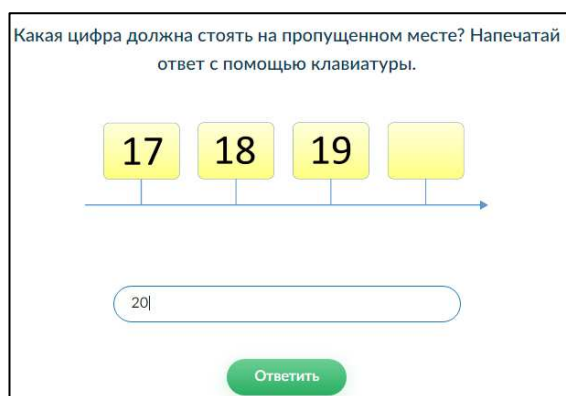 Какая цифра должна стоять на пропущенном месте? Напечатай
ответ с помощью клавиатуры.
17 18 19
20
Ответить